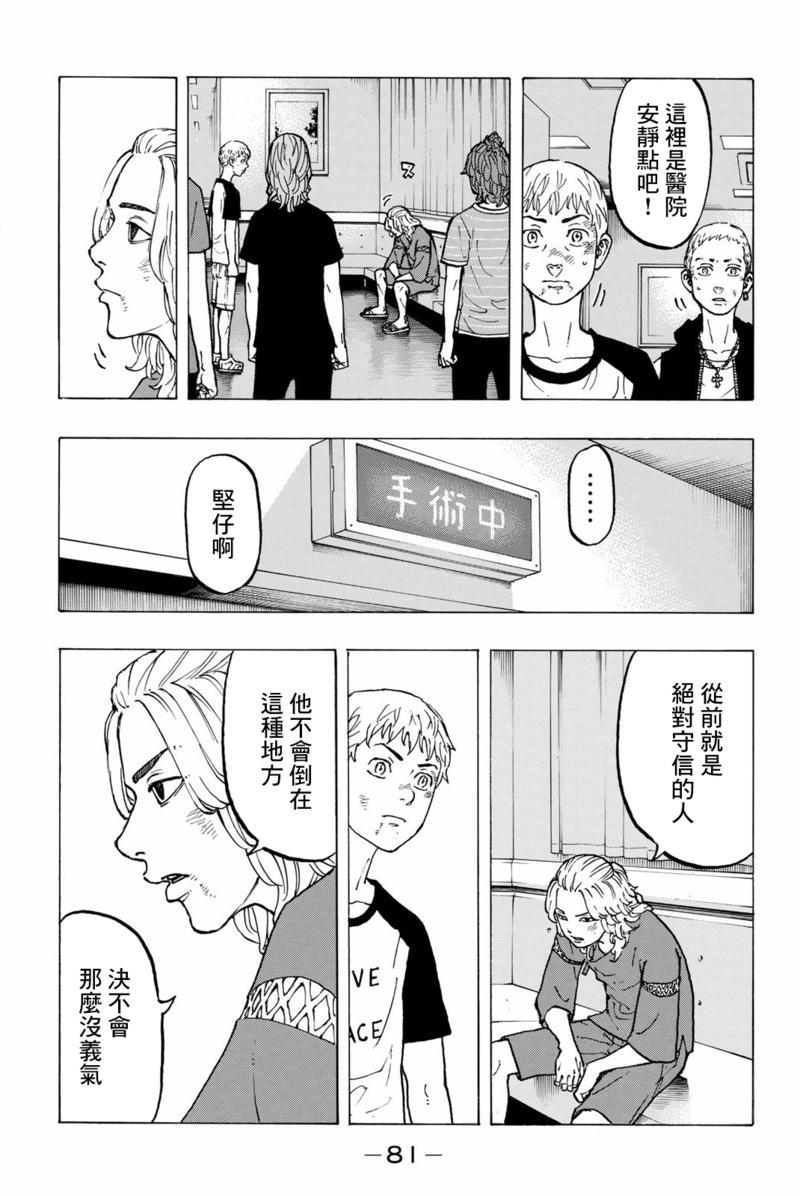 這裡是醫院
安靜點吧！
ス
……
手術中
堅仔啊
從前就是
絕對守信的人
VE
ACE
他不會倒在
這種地方
決不會
那麼沒義氣
—81—